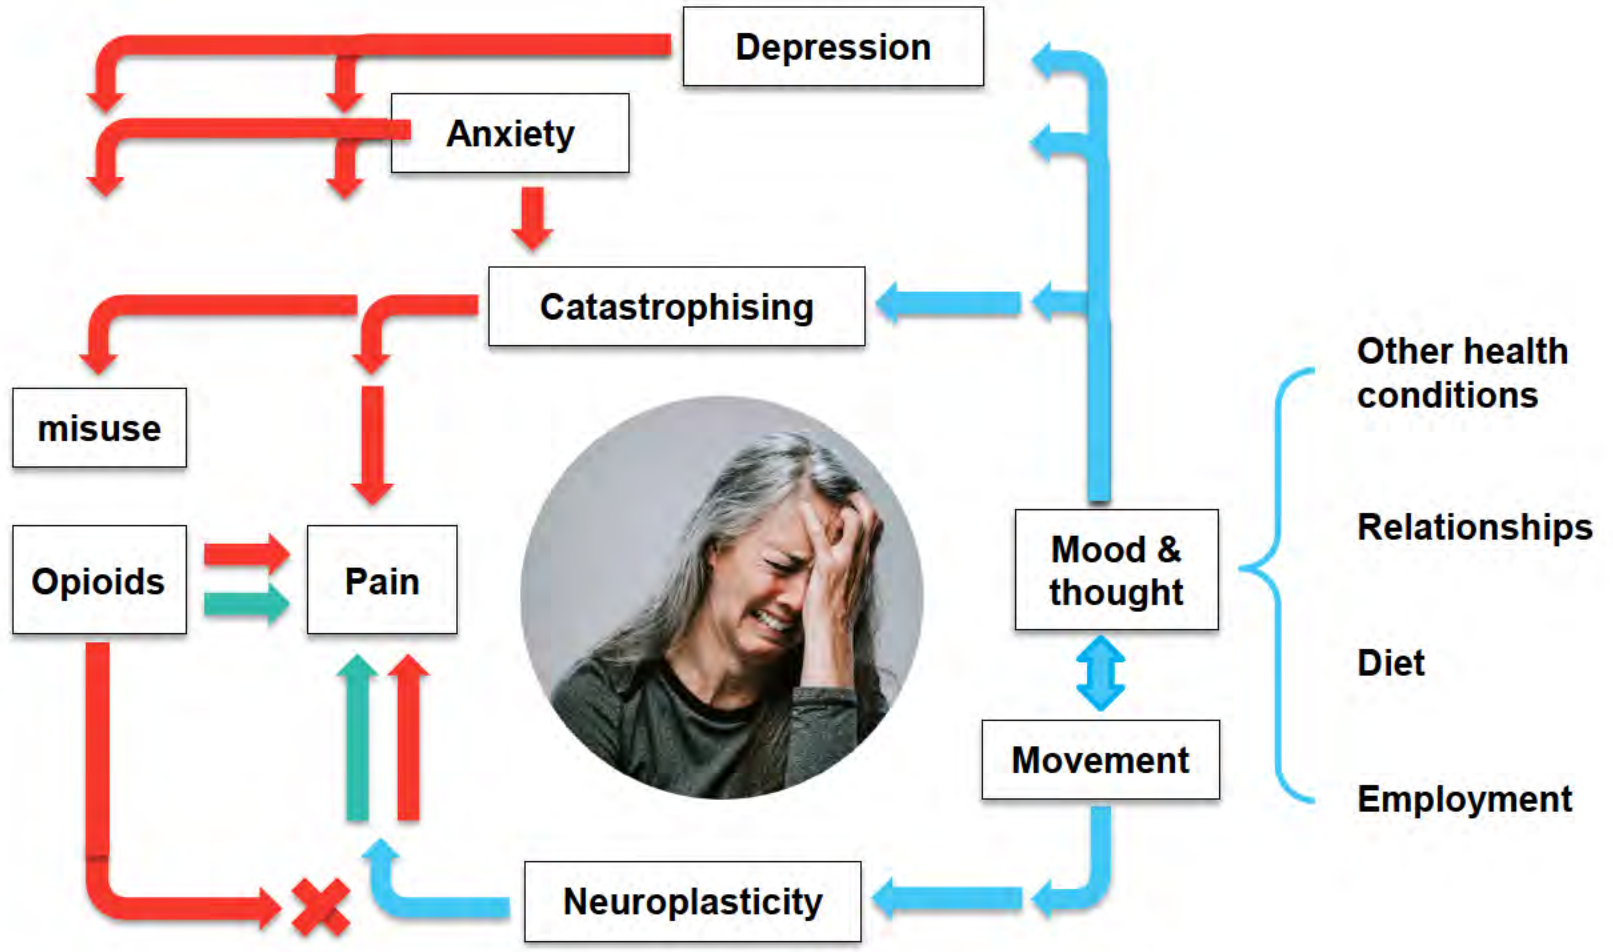 Depression
Anxiety
Catastrophising
misuse
Opioids
Pain
Mood &
thought
Movement
Neuroplasticity
Other health
conditions
Relationships
Diet
Employment